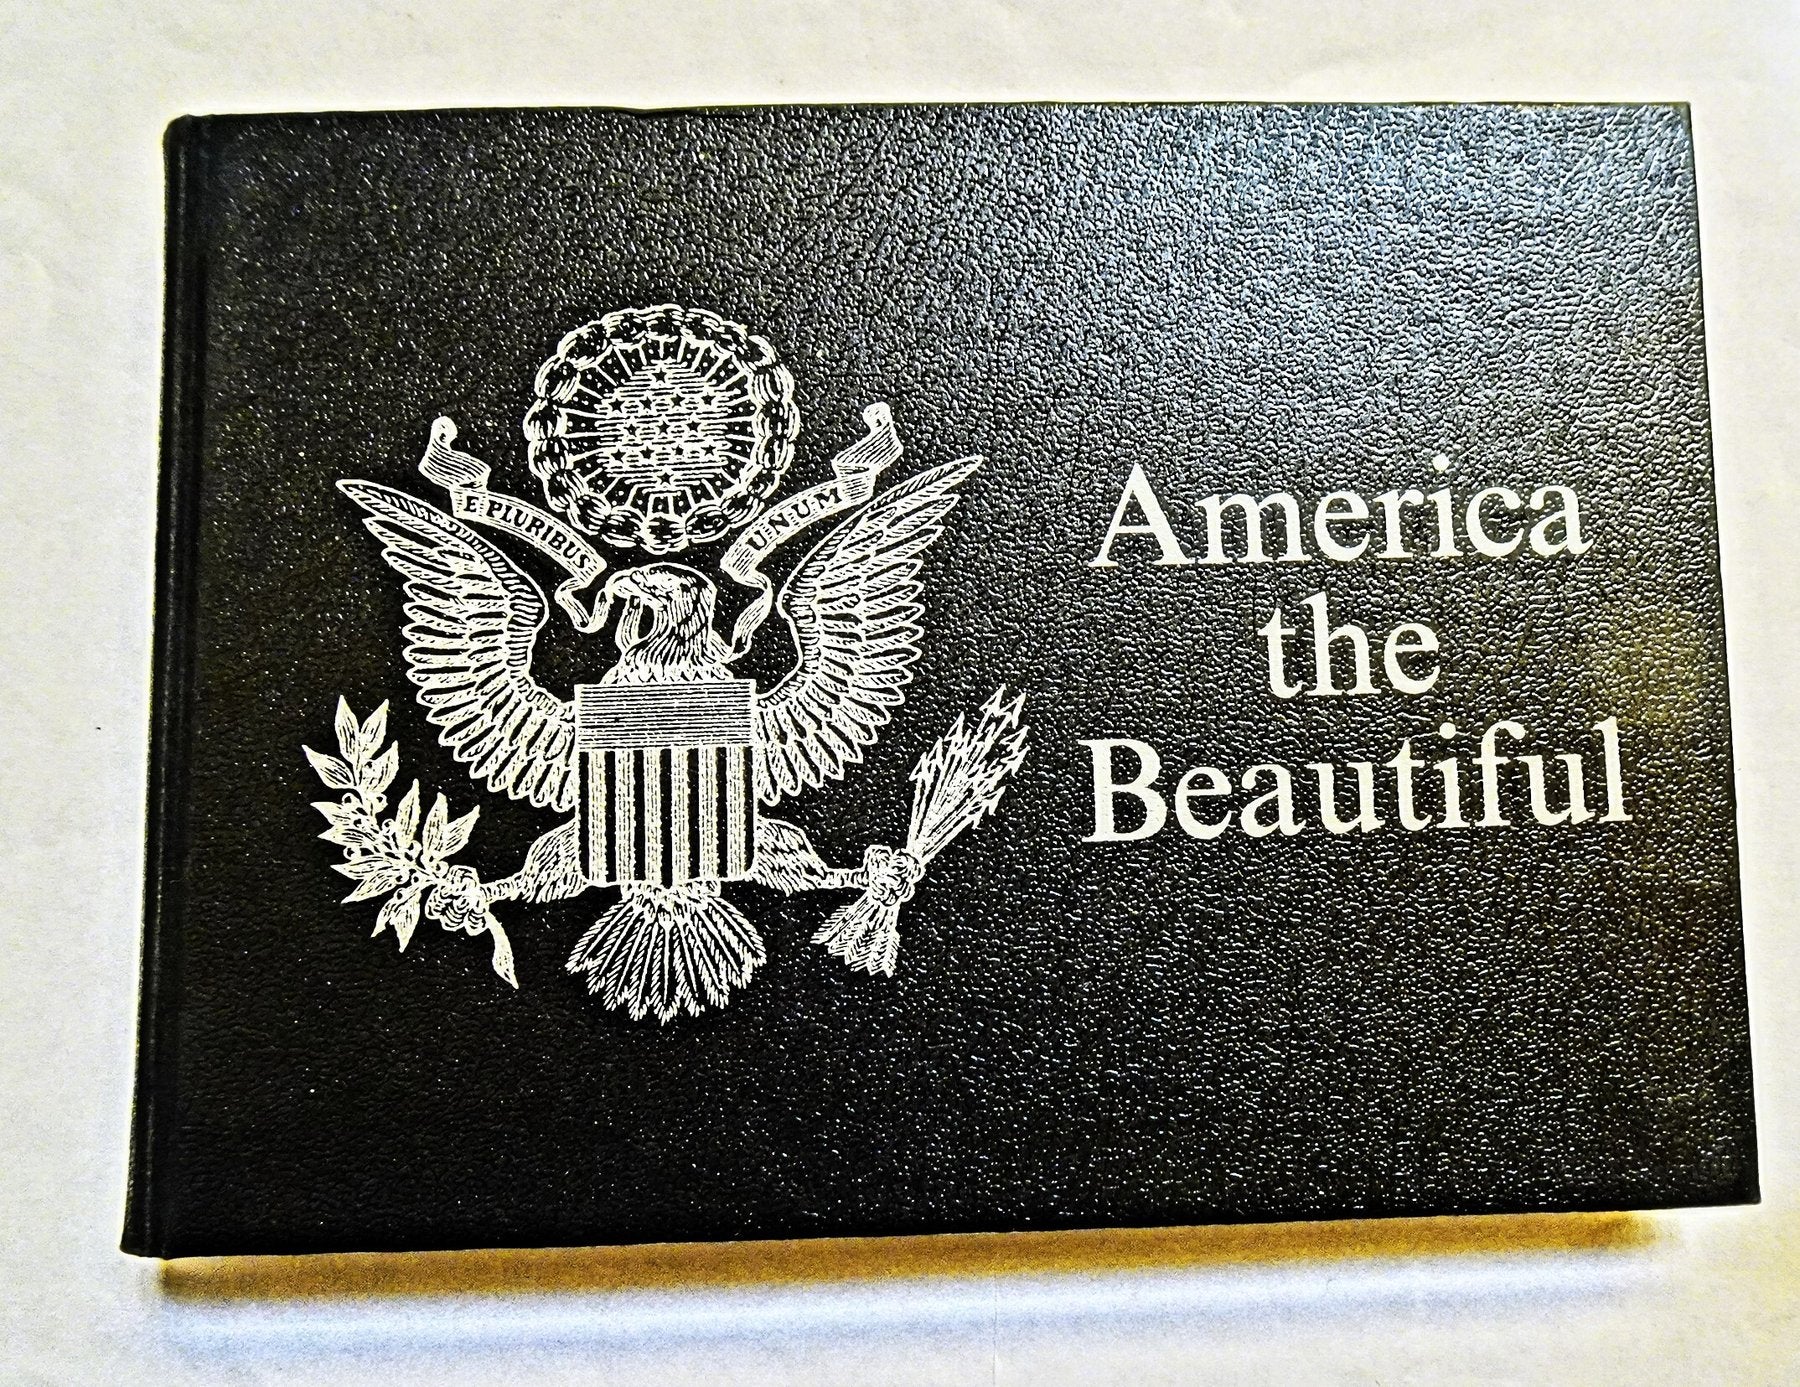 E PLURIBUS UNUM
America
the
Beautiful